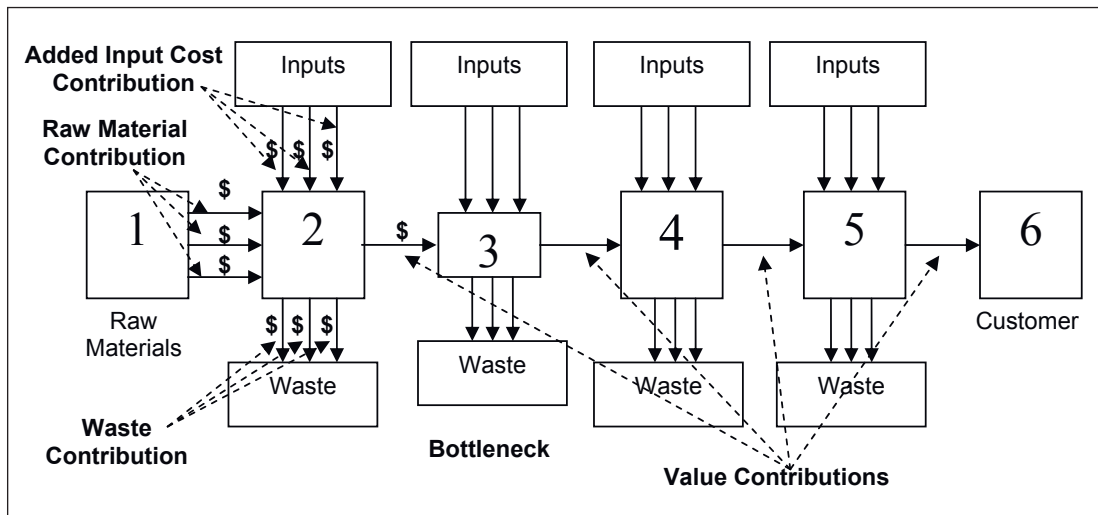 Added Input Cost
Contribution
Inputs
Inputs
Inputs
Inputs
Raw Material
Contribution
$
$
$
$
$
$
1
2
$
3
4
5
6
$
$
Raw
Materials
Customer
$
$
$
Waste
Waste
Waste
Waste
Waste
Contribution
Bottleneck
Value Contributions